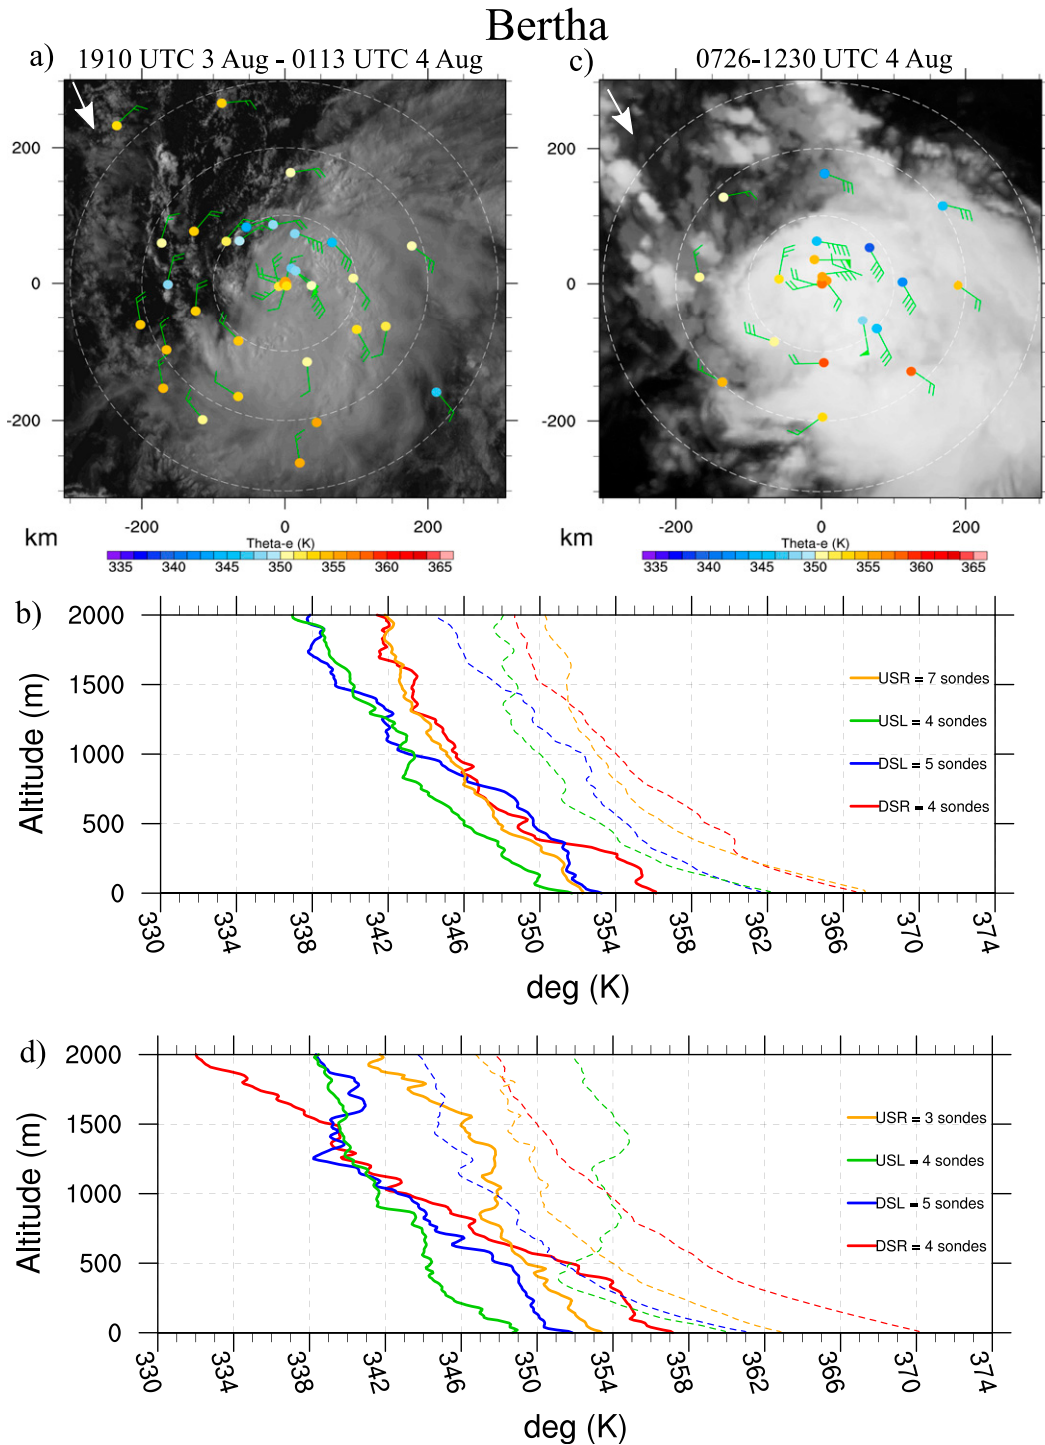 Bertha
a) 1910 UTC 3 Aug - 0113 UTC 4 Aug
c) 0726-1230 UTC 4 Aug
200
0
-200
-200 0 200
km
Theta-e (K)
335 340 345 350 355 360 365
200
0
-200
-200 0 200
km
Theta-e (K)
335 340 345 350 355 360 365
b)
2000
1500
1000
500
0
Altitude (m)
USR = 7 sondes
USL = 4 sondes
DSL = 5 sondes
DSR = 4 sondes
330 334 338 342 346 350 354 358 362 366 370 374
deg (K)
d)
2000
1500
1000
500
0
Altitude (m)
USR = 3 sondes
USL = 4 sondes
DSL = 5 sondes
DSR = 4 sondes
330 334 338 342 346 350 354 358 362 366 370 374
deg (K)